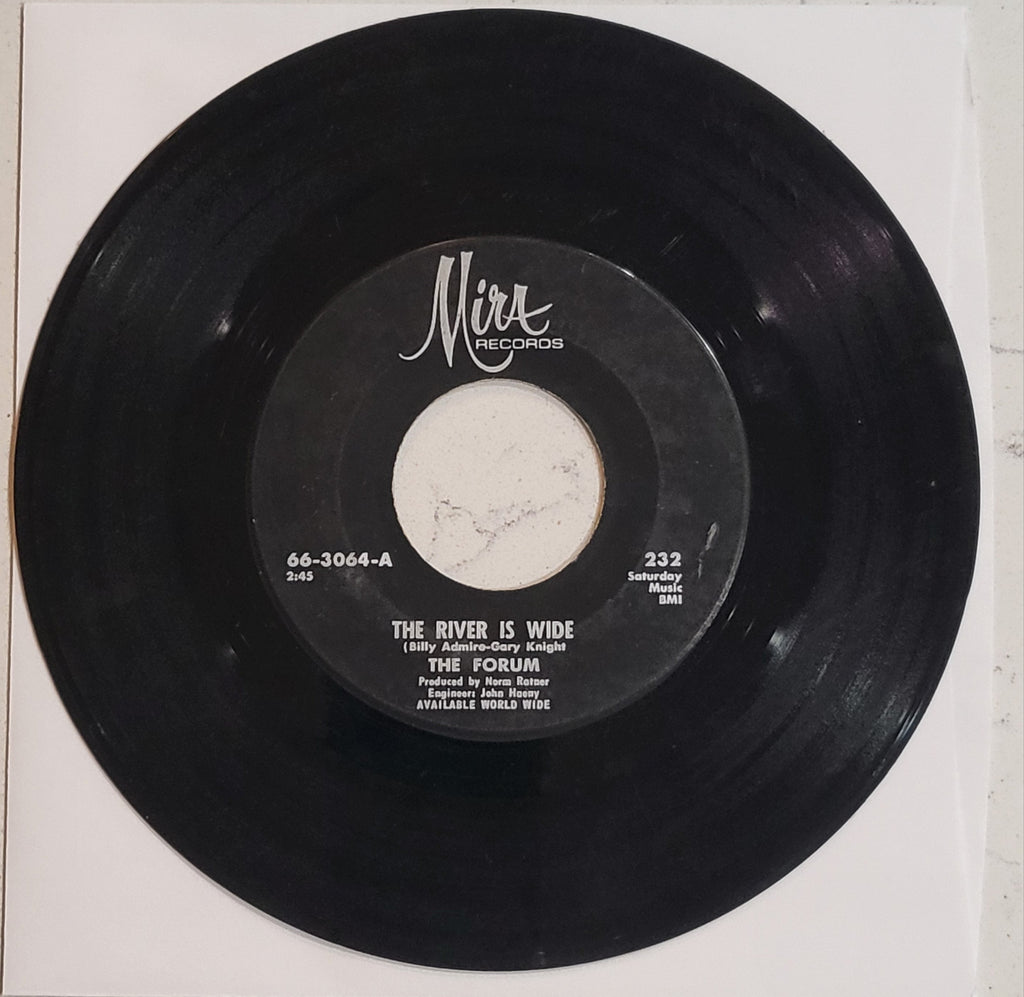 Mira
RECORDS
66-3064-A
2:45
232
Saturday
Music
BMI
THE RIVER IS WIDE
(Billy Admire-Gary Knight
THE FORUM
Produced by Norm Ratner
Engineer: John Haeny
AVAILABLE WORLD WIDE